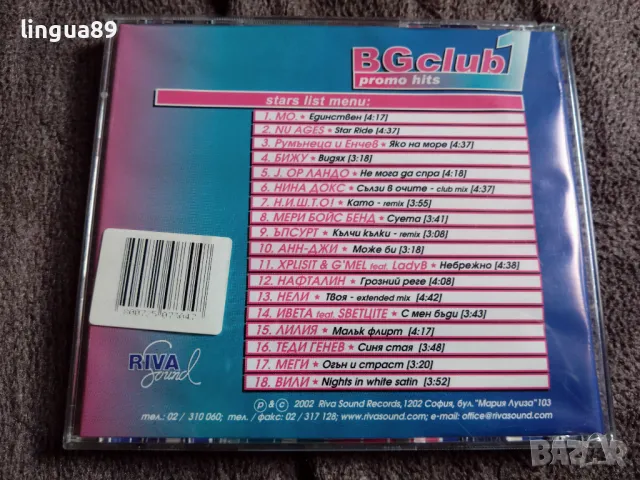 lingua89
BGclub1
promo hits
stars list menu:
1. МО. ★ Единствен [4:17]
2. NU AGES ★ Star Ride [4:37]
3. Румънеца и Енчев ★ Яко на море [3:37]
4. БИЖУ ★ Видях [3:18]
5. J. ОР ЛАНДО ★ Не мога да спра [4:18]
6. НИНА ДОКС ★ Сълзи в очите - club mix [4:37]
7. Н.И.Ш.Т.О! ★ Като - remix [3:55]
8. МЕРИ БОЙС БЕНД ★ Суета [3:41]
9. ЪПСУРТ ★ Кълчи кълки - remix [3:08]
10. АНН-ДЖИ ★ Може би [3:18]
11. XPLISIT & G'MEL feat. LadyB ★ Небрежно [4:38]
12. НАФТАЛИН ★ Грозний реге [4:08]
13. НЕЛИ ★ Твоя - extended mix [4:42]
14. ИВЕТА feat. SВЕТЦITE ★ С мен бъди [3:43]
15. ЛИЛИЯ ★ Малък флирт [4:17]
16. ТЕДИ ГЕНЕВ ★ Синя стая [3:48]
17. МЕГИ ★ Огън и страст [3:20]
18. ВИЛИ ★ Nights in white satin [3:52]
RIVA
Sound
p & c 2002 Riva Sound Records, 1202 София, бул. "Мария Луиза" 103
тел.: 02/ 310 060; тел./ факс: 02/ 317 128; www.rivasound.com; e-mail: office@rivasound.com
BAZAR